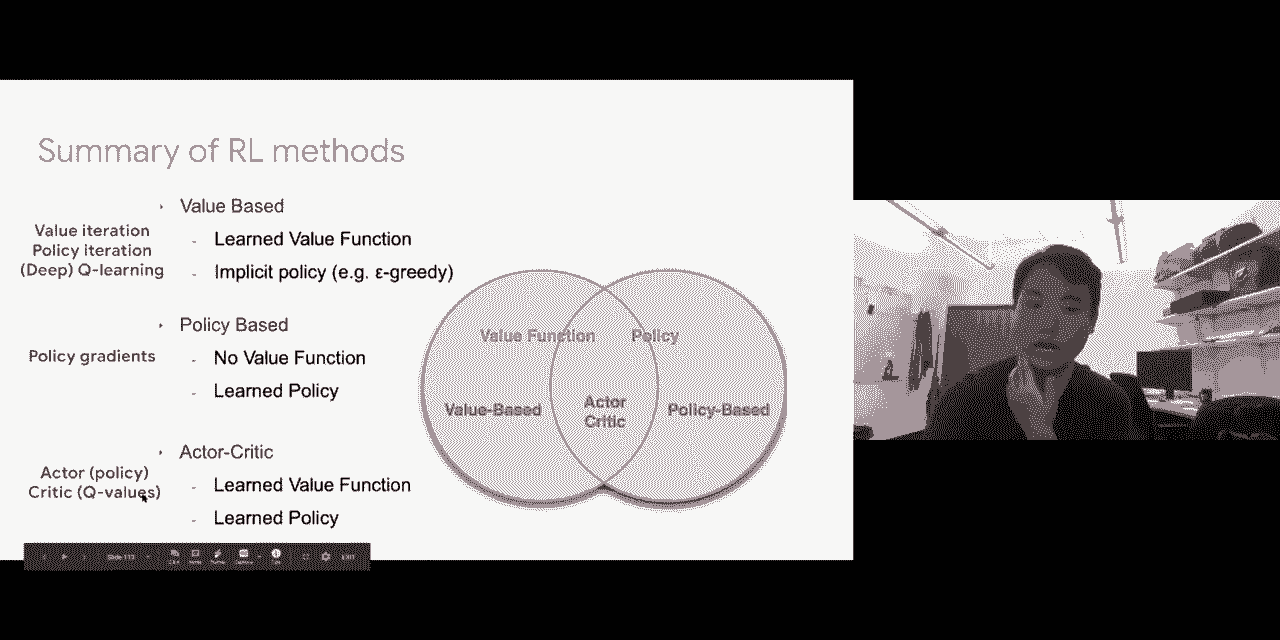 Summary of RL methods
Value iteration
Policy iteration
(Deep) Q-learning
Value Based
- Learned Value Function
- Implicit policy (e.g. ε-greedy)
Policy gradients
Policy Based
- No Value Function
- Learned Policy
Actor (policy)
Critic (Q-values)
Actor-Critic
- Learned Value Function
- Learned Policy
Value Function
Policy
Value-Based
Actor
Critic
Policy-Based
EXIT